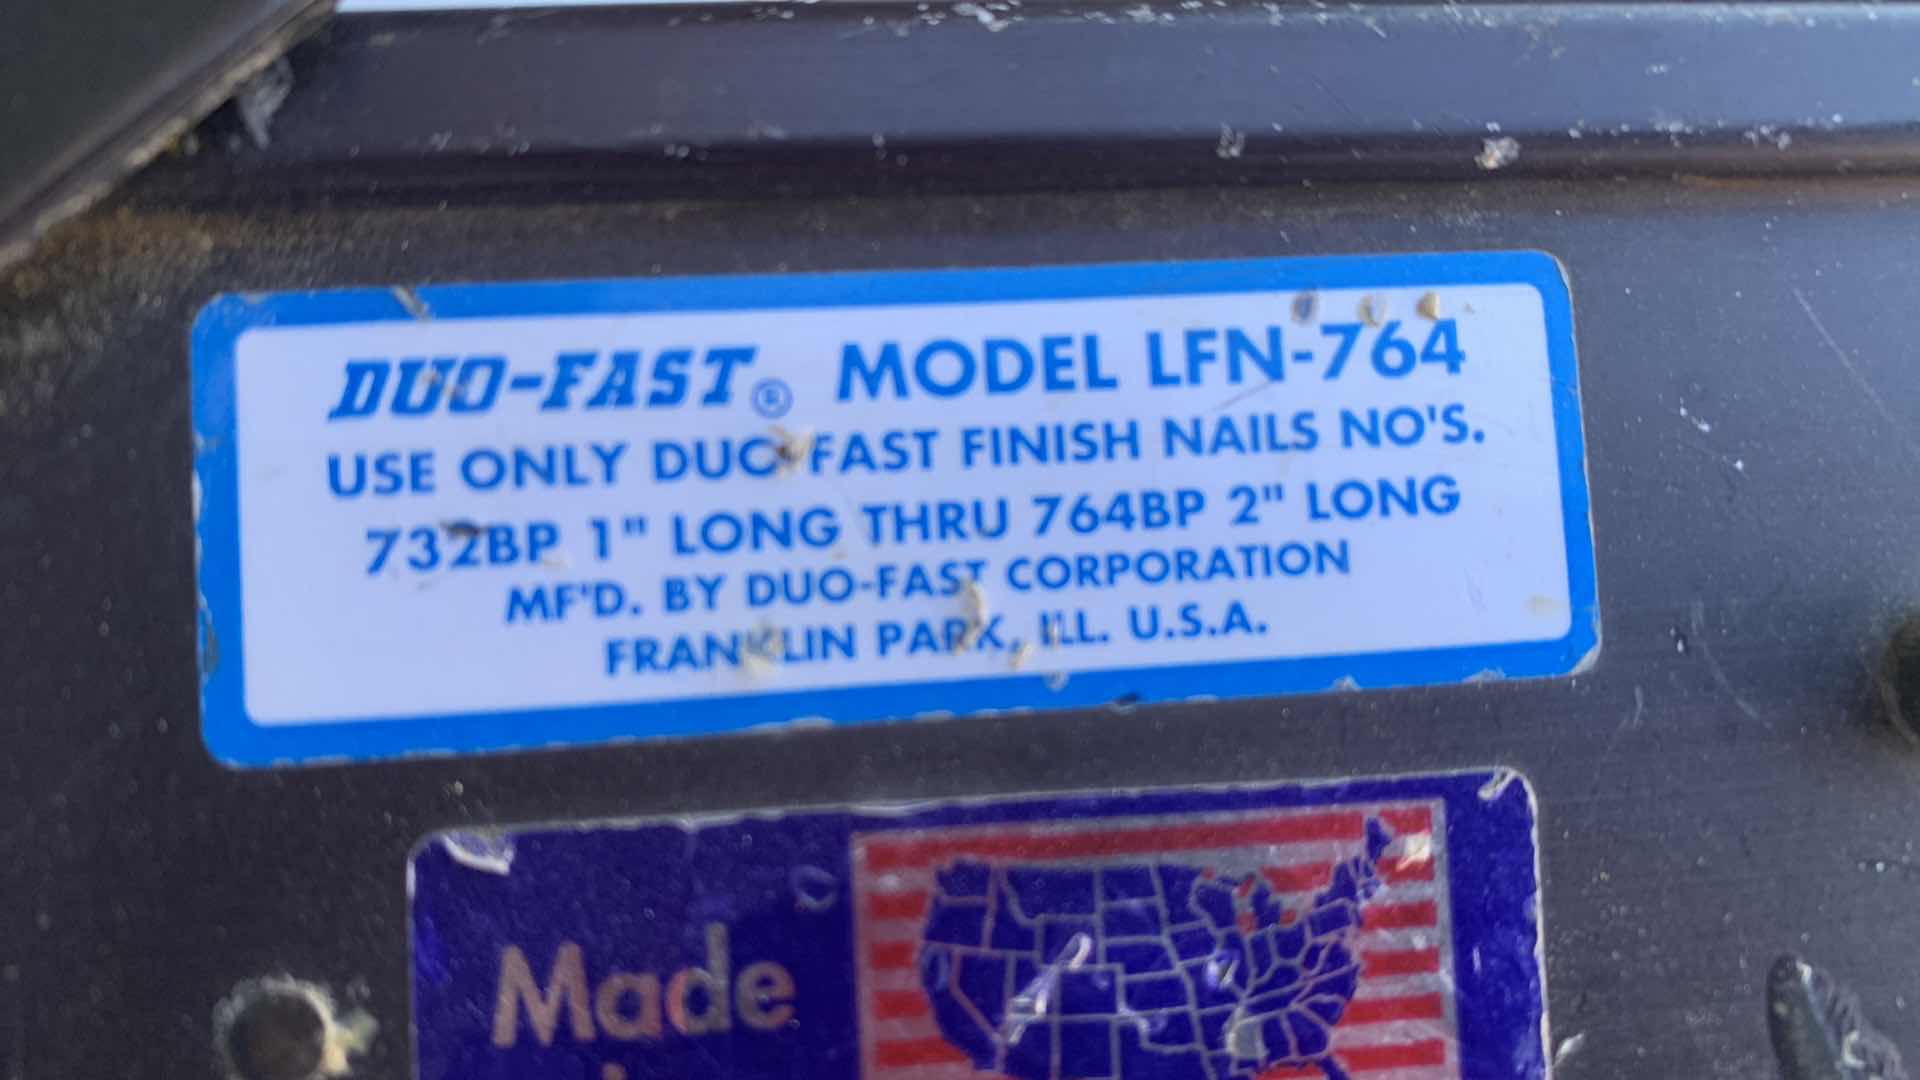 DUO-FAST® MODEL LFN-764
USE ONLY DUO-FAST FINISH NAILS NO'S.
732BP 1" LONG THRU 764BP 2" LONG
MF'D. BY DUO-FAST CORPORATION
FRANKLIN PARK, ILL. U.S.A.
Made